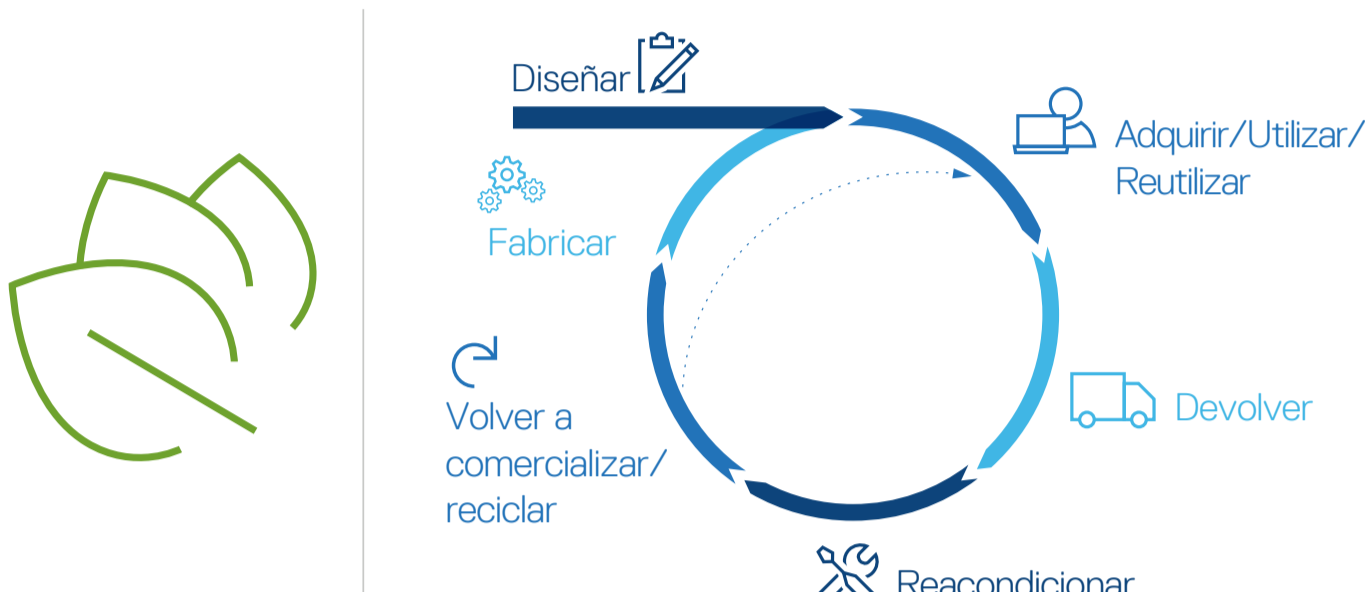 Diseñar
Adquirir/Utilizar/
Reutilizar
Fabricar
Devolver
Volver a
comercializar/
reciclar
Reacondicionar